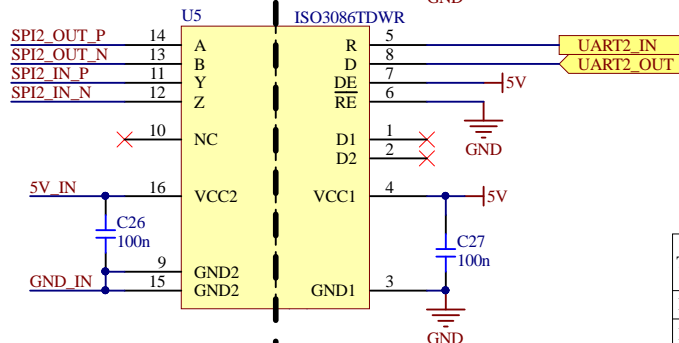 GND
U5 ISO3086TDWR
SPI2_OUT_P 14 A R 5 UART2_IN
SPI2_OUT_N 13 B D 8 UART2_OUT
SPI2_IN_P 11 Y DE 7 5V
SPI2_IN_N 12 Z RE 6
GND
10 NC D1 1
D2 2
5V_IN 16 VCC2 VCC1 4 5V
C26
100n
C27
100n
9 GND2
GND_IN 15 GND2 GND1 3
GND